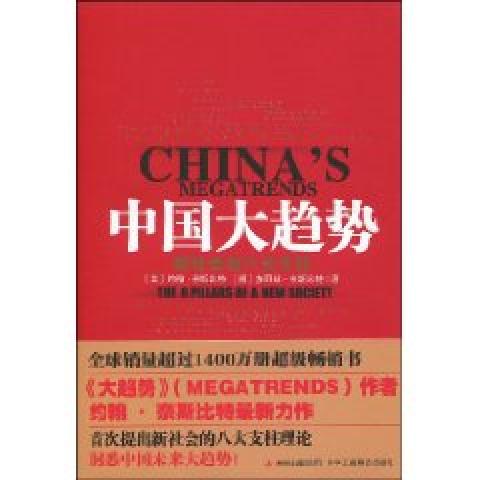 CHINA'S
MEGATRENDS
中国大趋势
THE 8 PILLARS OF A NEW SOCIETY
全球销量超过1400万册超级畅销书
《大趋势》(MEGATRENDS)作者
约翰·奈斯比特最新力作
首次提出新社会的八大支柱理论
洞悉中国未来大趋势!